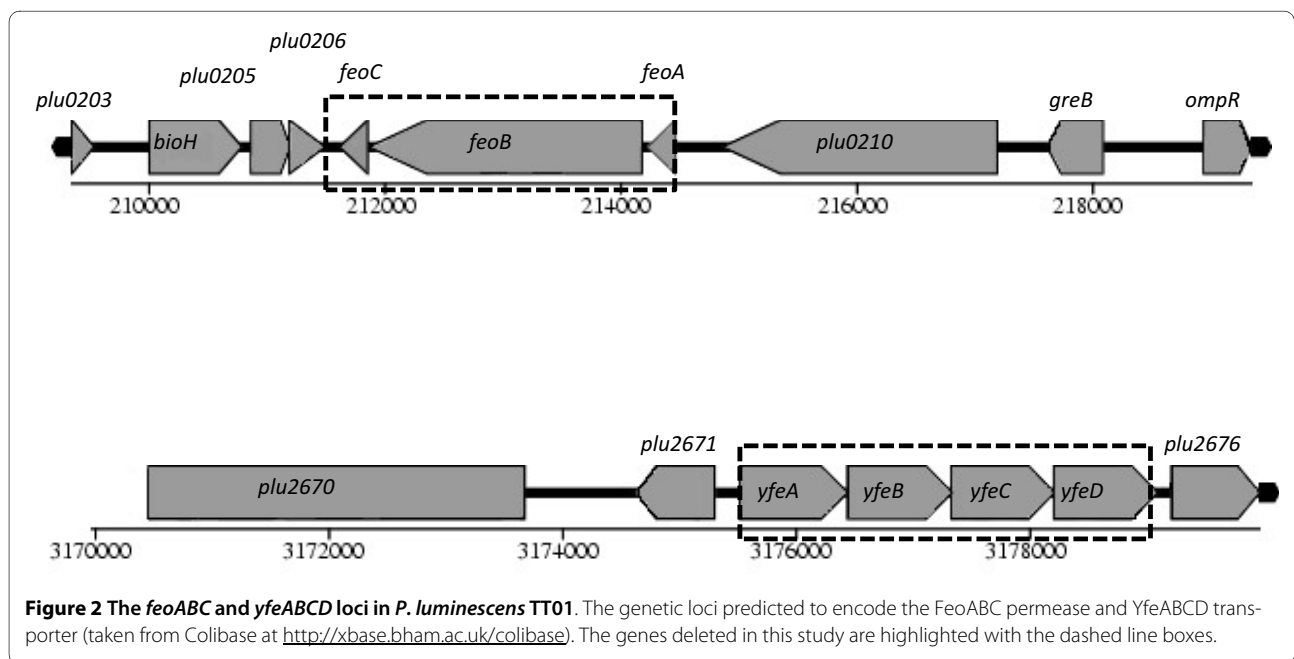 plu0206
plu0205 feoC feoA
plu0203 greB ompR
bioH feoB plu0210
210000 212000 214000 216000 218000
plu2671 plu2676
plu2670 yfeA yfeB yfeC yfeD
3170000 3172000 3174000 3176000 3178000
Figure 2 The feoABC and yfeABCD loci in P. luminescens TT01. The genetic loci predicted to encode the FeoABC permease and YfeABCD trans-
porter (taken from Colibase at http://xbase.bham.ac.uk/colibase). The genes deleted in this study are highlighted with the dashed line boxes.